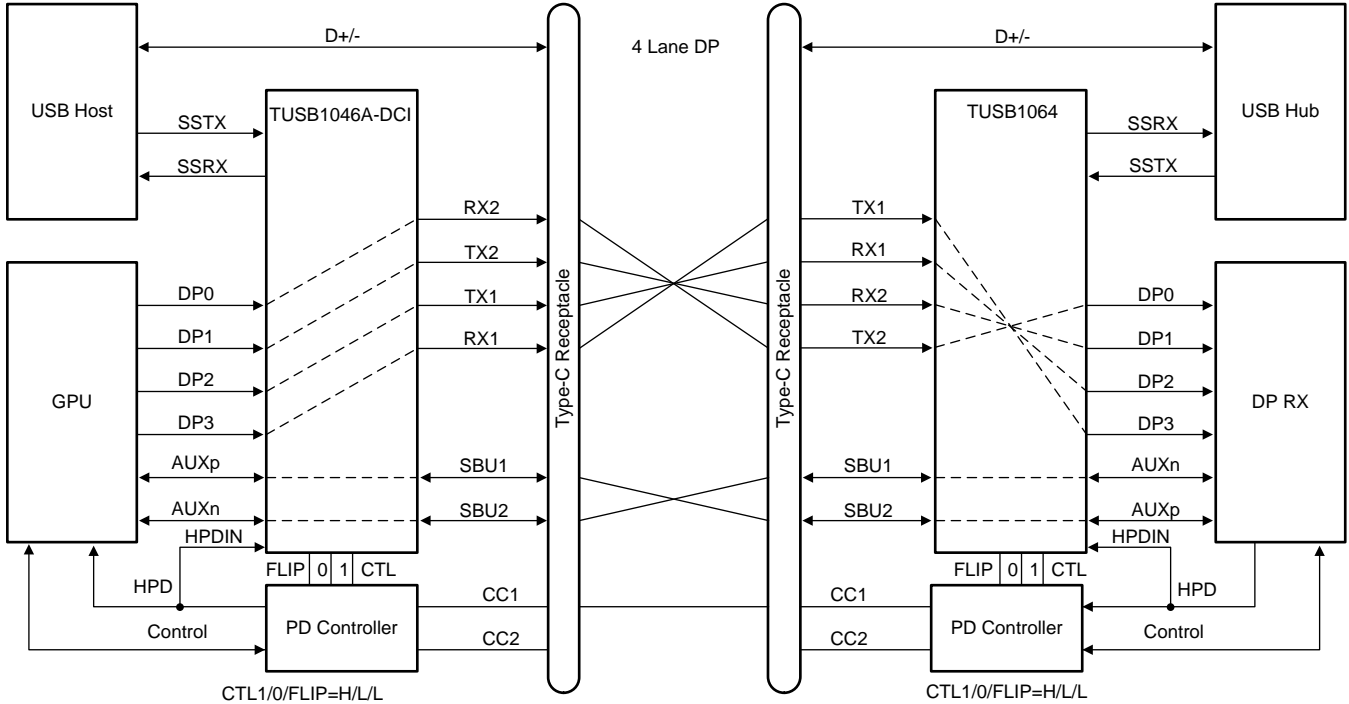 D+/-
4 Lane DP
D+/-
USB Host
TUSB1046A-DCI
TUSB1064
USB Hub
SSTX
SSRX
SSRX
SSTX
RX2
TX1
TX2
RX1
TX1
RX2
RX1
TX2
Type-C Receptacle
Type-C Receptacle
GPU
DP0
DP1
DP2
DP3
AUXp
AUXn
DP0
DP1
DP2
DP3
AUXn
AUXp
DP RX
SBU1
SBU2
SBU1
SBU2
HPDIN
HPDIN
FLIP 0 1 CTL
FLIP 0 1 CTL
HPD
CC1
CC1
HPD
Control
PD Controller
CC2
CC2
PD Controller
Control
CTL1/0/FLIP=H/L/L
CTL1/0/FLIP=H/L/L